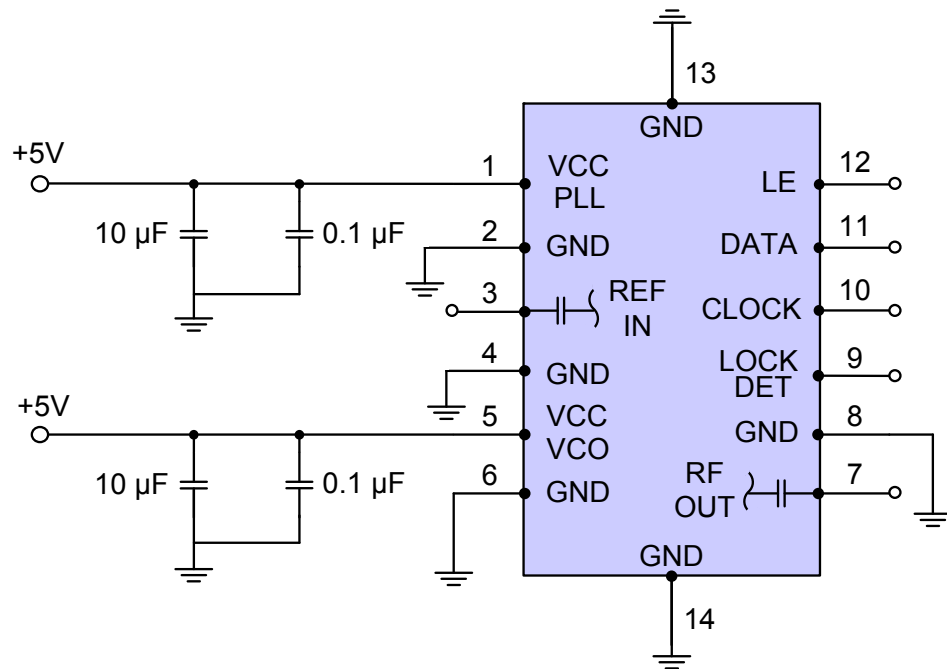 13
GND
+5V
1
VCC
PLL
12
LE
10 µF
0.1 µF
2
GND
11
DATA
3
REF
IN
10
CLOCK
4
GND
9
LOCK
DET
+5V
5
VCC
VCO
8
GND
10 µF
0.1 µF
6
GND
7
RF
OUT
GND
14